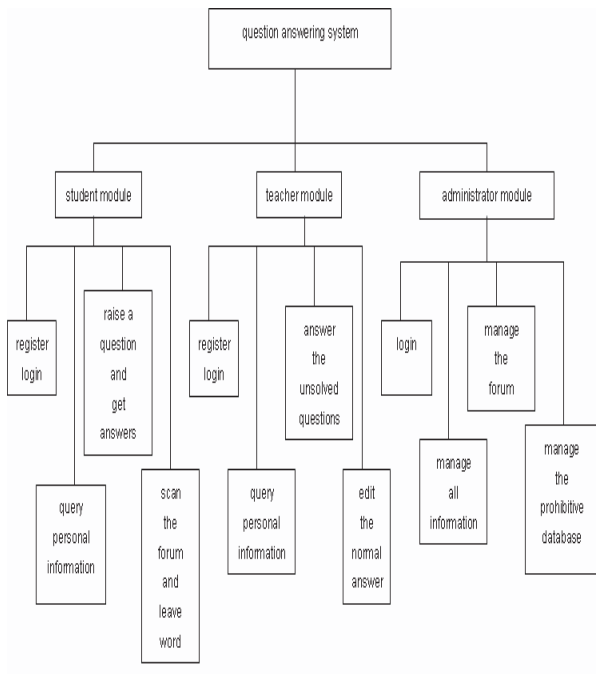 question answering system
student module
teacher module
administrator module
register
login
query
personal
information
raise a
question
and
get
answers
scan
the
forum
and
leave
word
register
login
query
personal
information
answer
the
unsolved
questions
edit
the
normal
answer
login
manage
all
information
manage
the
forum
manage
the
prohibitive
database